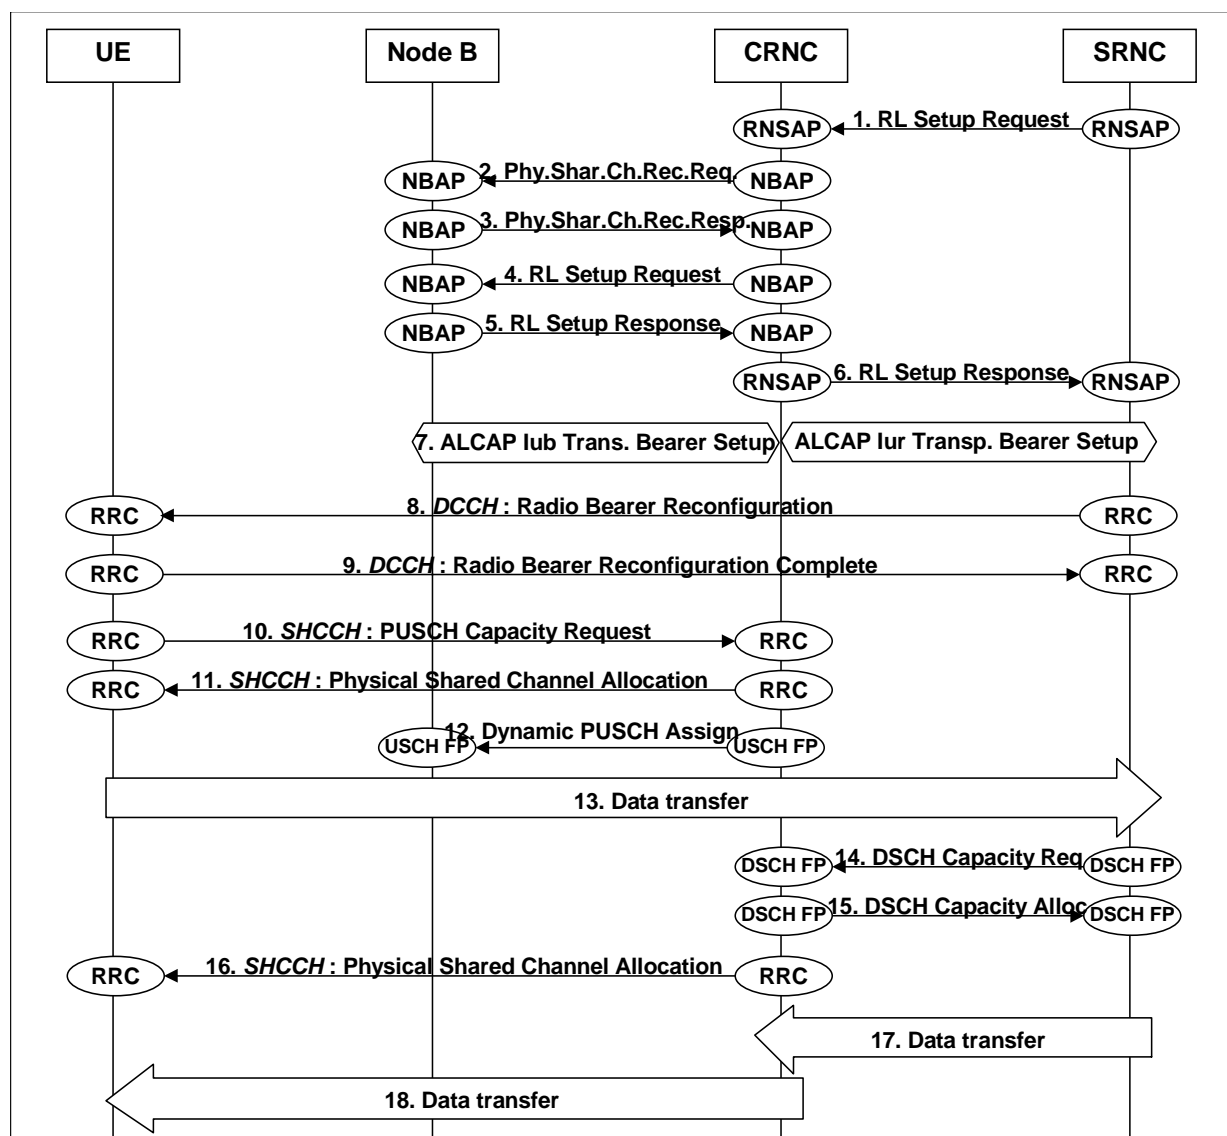 UE Node B CRNC SRNC
RNSAP 1. RL Setup Request RNSAP
NBAP 2. Phy.Shar.Ch.Rec.Req. NBAP
NBAP 3. Phy.Shar.Ch.Rec.Resp. NBAP
NBAP 4. RL Setup Request NBAP
NBAP 5. RL Setup Response NBAP
RNSAP 6. RL Setup Response RNSAP
7. ALCAP Iub Trans. Bearer Setup ALCAP Iur Transp. Bearer Setup
RRC 8. DCCH : Radio Bearer Reconfiguration RRC
RRC 9. DCCH : Radio Bearer Reconfiguration Complete RRC
RRC 10. SHCCH : PUSCH Capacity Request RRC
RRC 11. SHCCH : Physical Shared Channel Allocation RRC
USCH FP 12. Dynamic PUSCH Assign USCH FP
13. Data transfer
DSCH FP 14. DSCH Capacity Req DSCH FP
DSCH FP 15. DSCH Capacity Alloc DSCH FP
RRC 16. SHCCH : Physical Shared Channel Allocation RRC
17. Data transfer
18. Data transfer